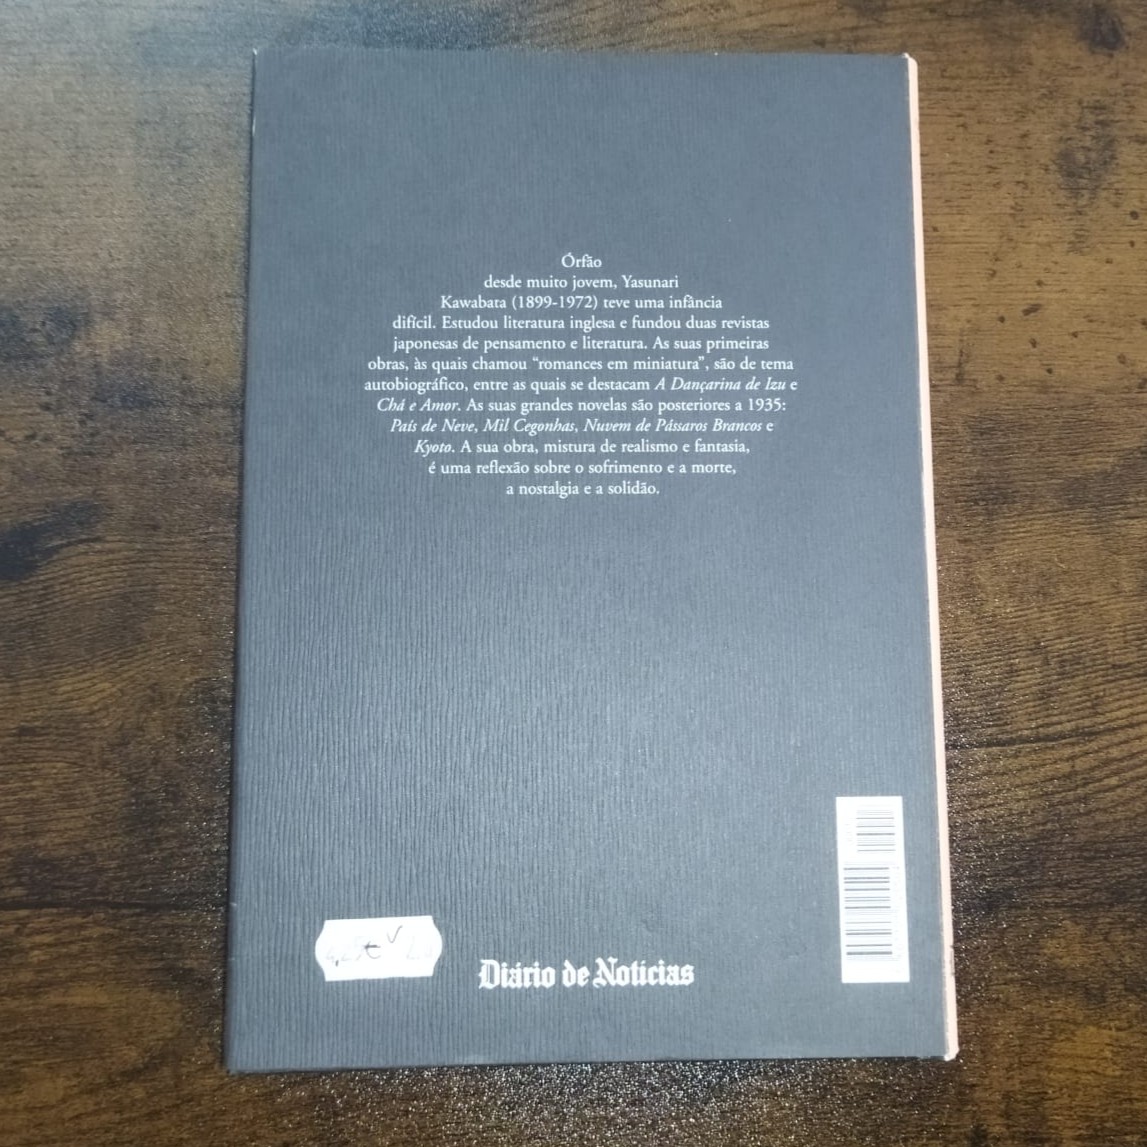 Órfão
desde muito jovem, Yasunari
Kawabata (1899-1972) teve uma infância
difícil. Estudou literatura inglesa e fundou duas revistas
japonesas de pensamento e literatura. As suas primeiras
obras, às quais chamou “romances em miniatura”, são de tema
autobiográfico, entre as quais se destacam A Dançarina de Izu e
Chá e Amor. As suas grandes novelas são posteriores a 1935:
País de Neve, Mil Cegonhas, Nuvem de Pássaros Brancos e
Kyoto. A sua obra, mistura de realismo e fantasia,
é uma reflexão sobre o sofrimento e a morte,
a nostalgia e a solidão.
Diário de Notícias